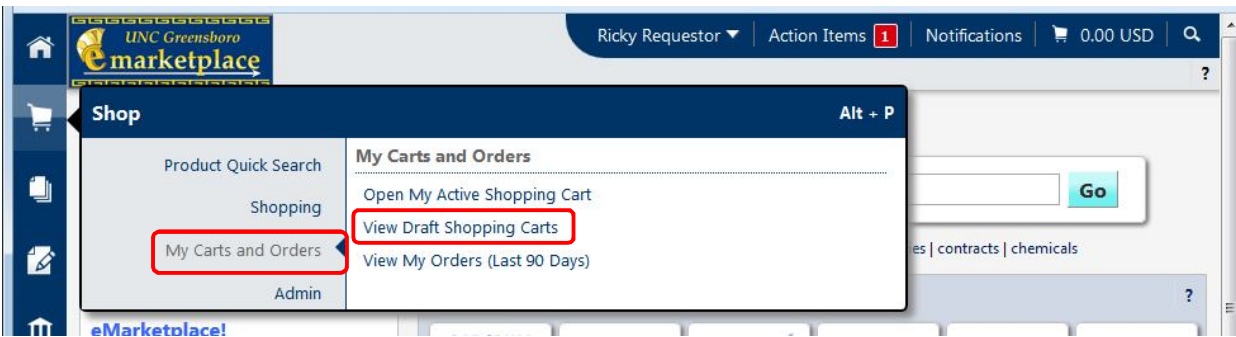 UNC Greensboro
emarketplace
Ricky Requestor ▼ Action Items 1 Notifications 0.00 USD
?
Shop Alt + P
Product Quick Search
Shopping
My Carts and Orders
Admin
My Carts and Orders
Open My Active Shopping Cart
View Draft Shopping Carts
View My Orders (Last 90 Days)
Go
es | contracts | chemicals
?
eMarketplace!